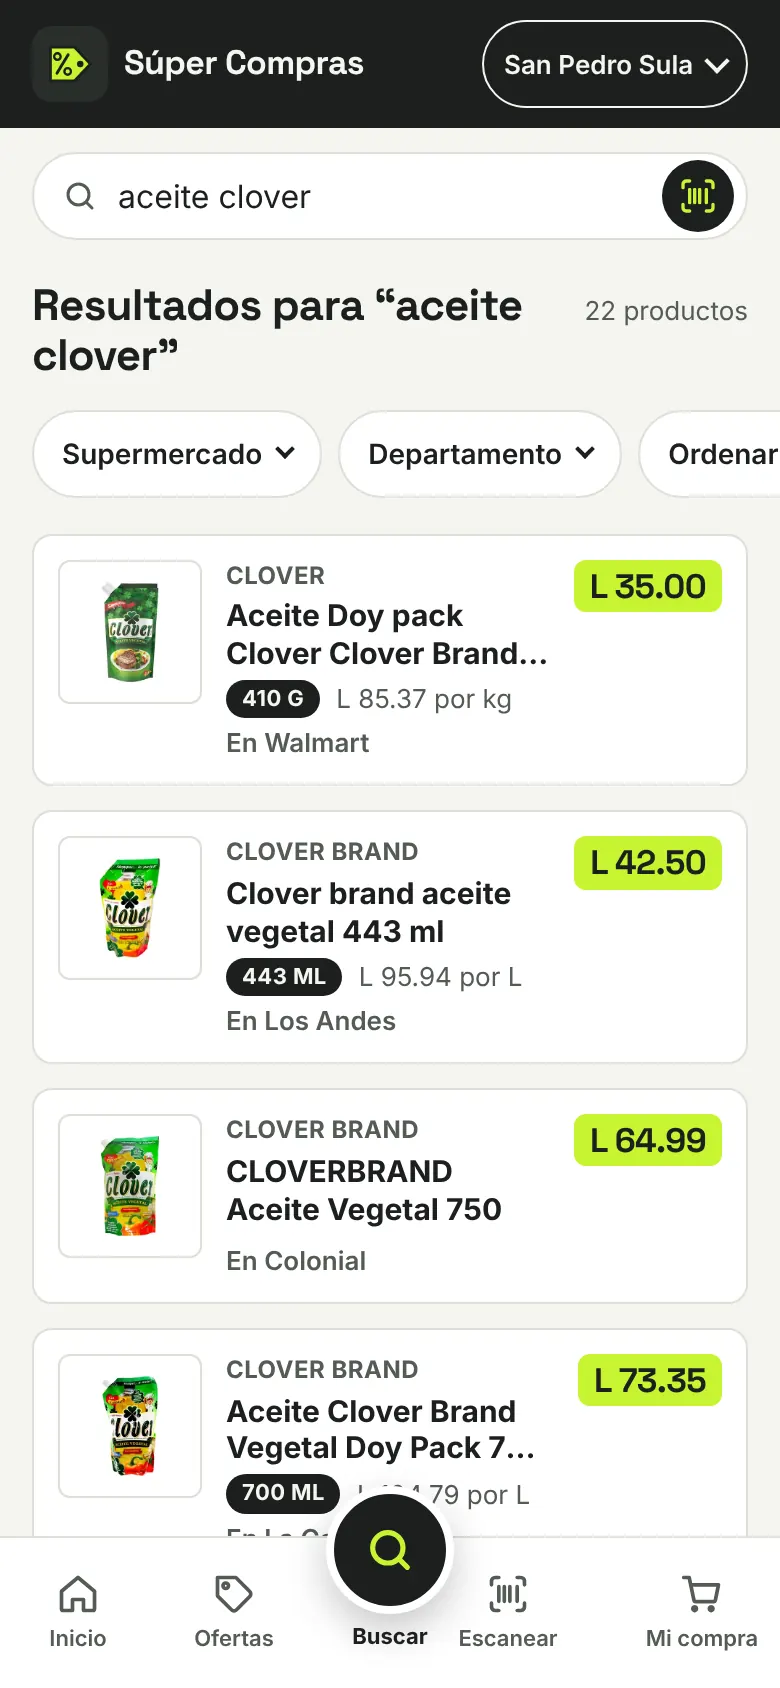 Súper Compras
San Pedro Sula
aceite clover
Resultados para “aceite
clover”
22 productos
Supermercado
Departamento
Ordenar
Clover
CLOVER
L 35.00
Aceite Doy pack
Clover Clover Brand...
410 G
L 85.37 por kg
En Walmart
Clover
CLOVER BRAND
L 42.50
Clover brand aceite
vegetal 443 ml
443 ML
L 95.94 por L
En Los Andes
Clover
CLOVER BRAND
L 64.99
CLOVERBRAND
Aceite Vegetal 750
En Colonial
CLOVER BRAND
L 73.35
Aceite Clover Brand
Vegetal Doy Pack 7...
700 ML
79 por L
Inicio
Ofertas
Buscar
Escanear
Mi compra